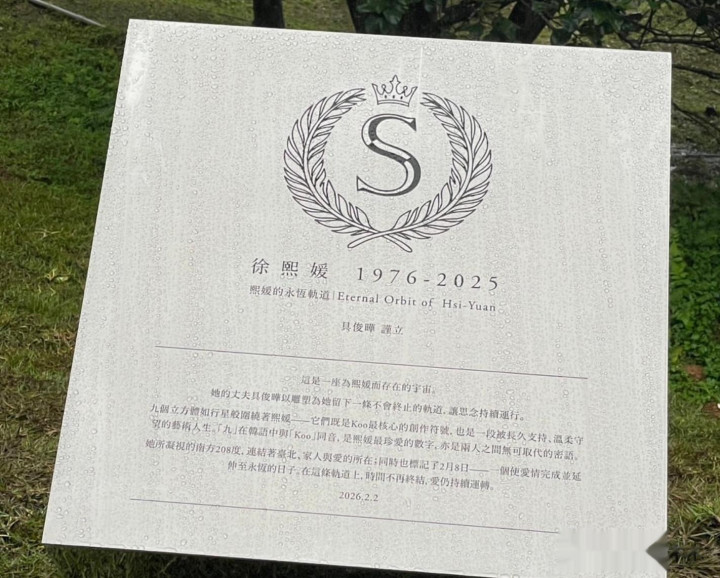 S
徐熙媛 1976-2025
熙媛的永恆軌道|Eternal Orbit of Hsi-Yuan
具俊曄 謹立
這是一座為熙媛而存在的宇宙。
她的丈夫具俊曄以雕塑為她留下一條不會終止的軌道,讓思念持續運行。
九個立方體如行星般圍繞著熙媛——它們既是Koo最核心的創作符號,也是一段被長久支持、溫柔守
望的藝術人生。「九」在韓語中與「Koo」同音,是熙媛最珍愛的數字,亦是兩人之間無可取代的密語。
她所凝視的南方208度,連結著臺北、家人與愛的所在;同時也標記了2月8日——一個使愛情完成並延
伸至永恆的日子。在這條軌道上,時間不再終結,愛仍持續運轉。
2026.2.2